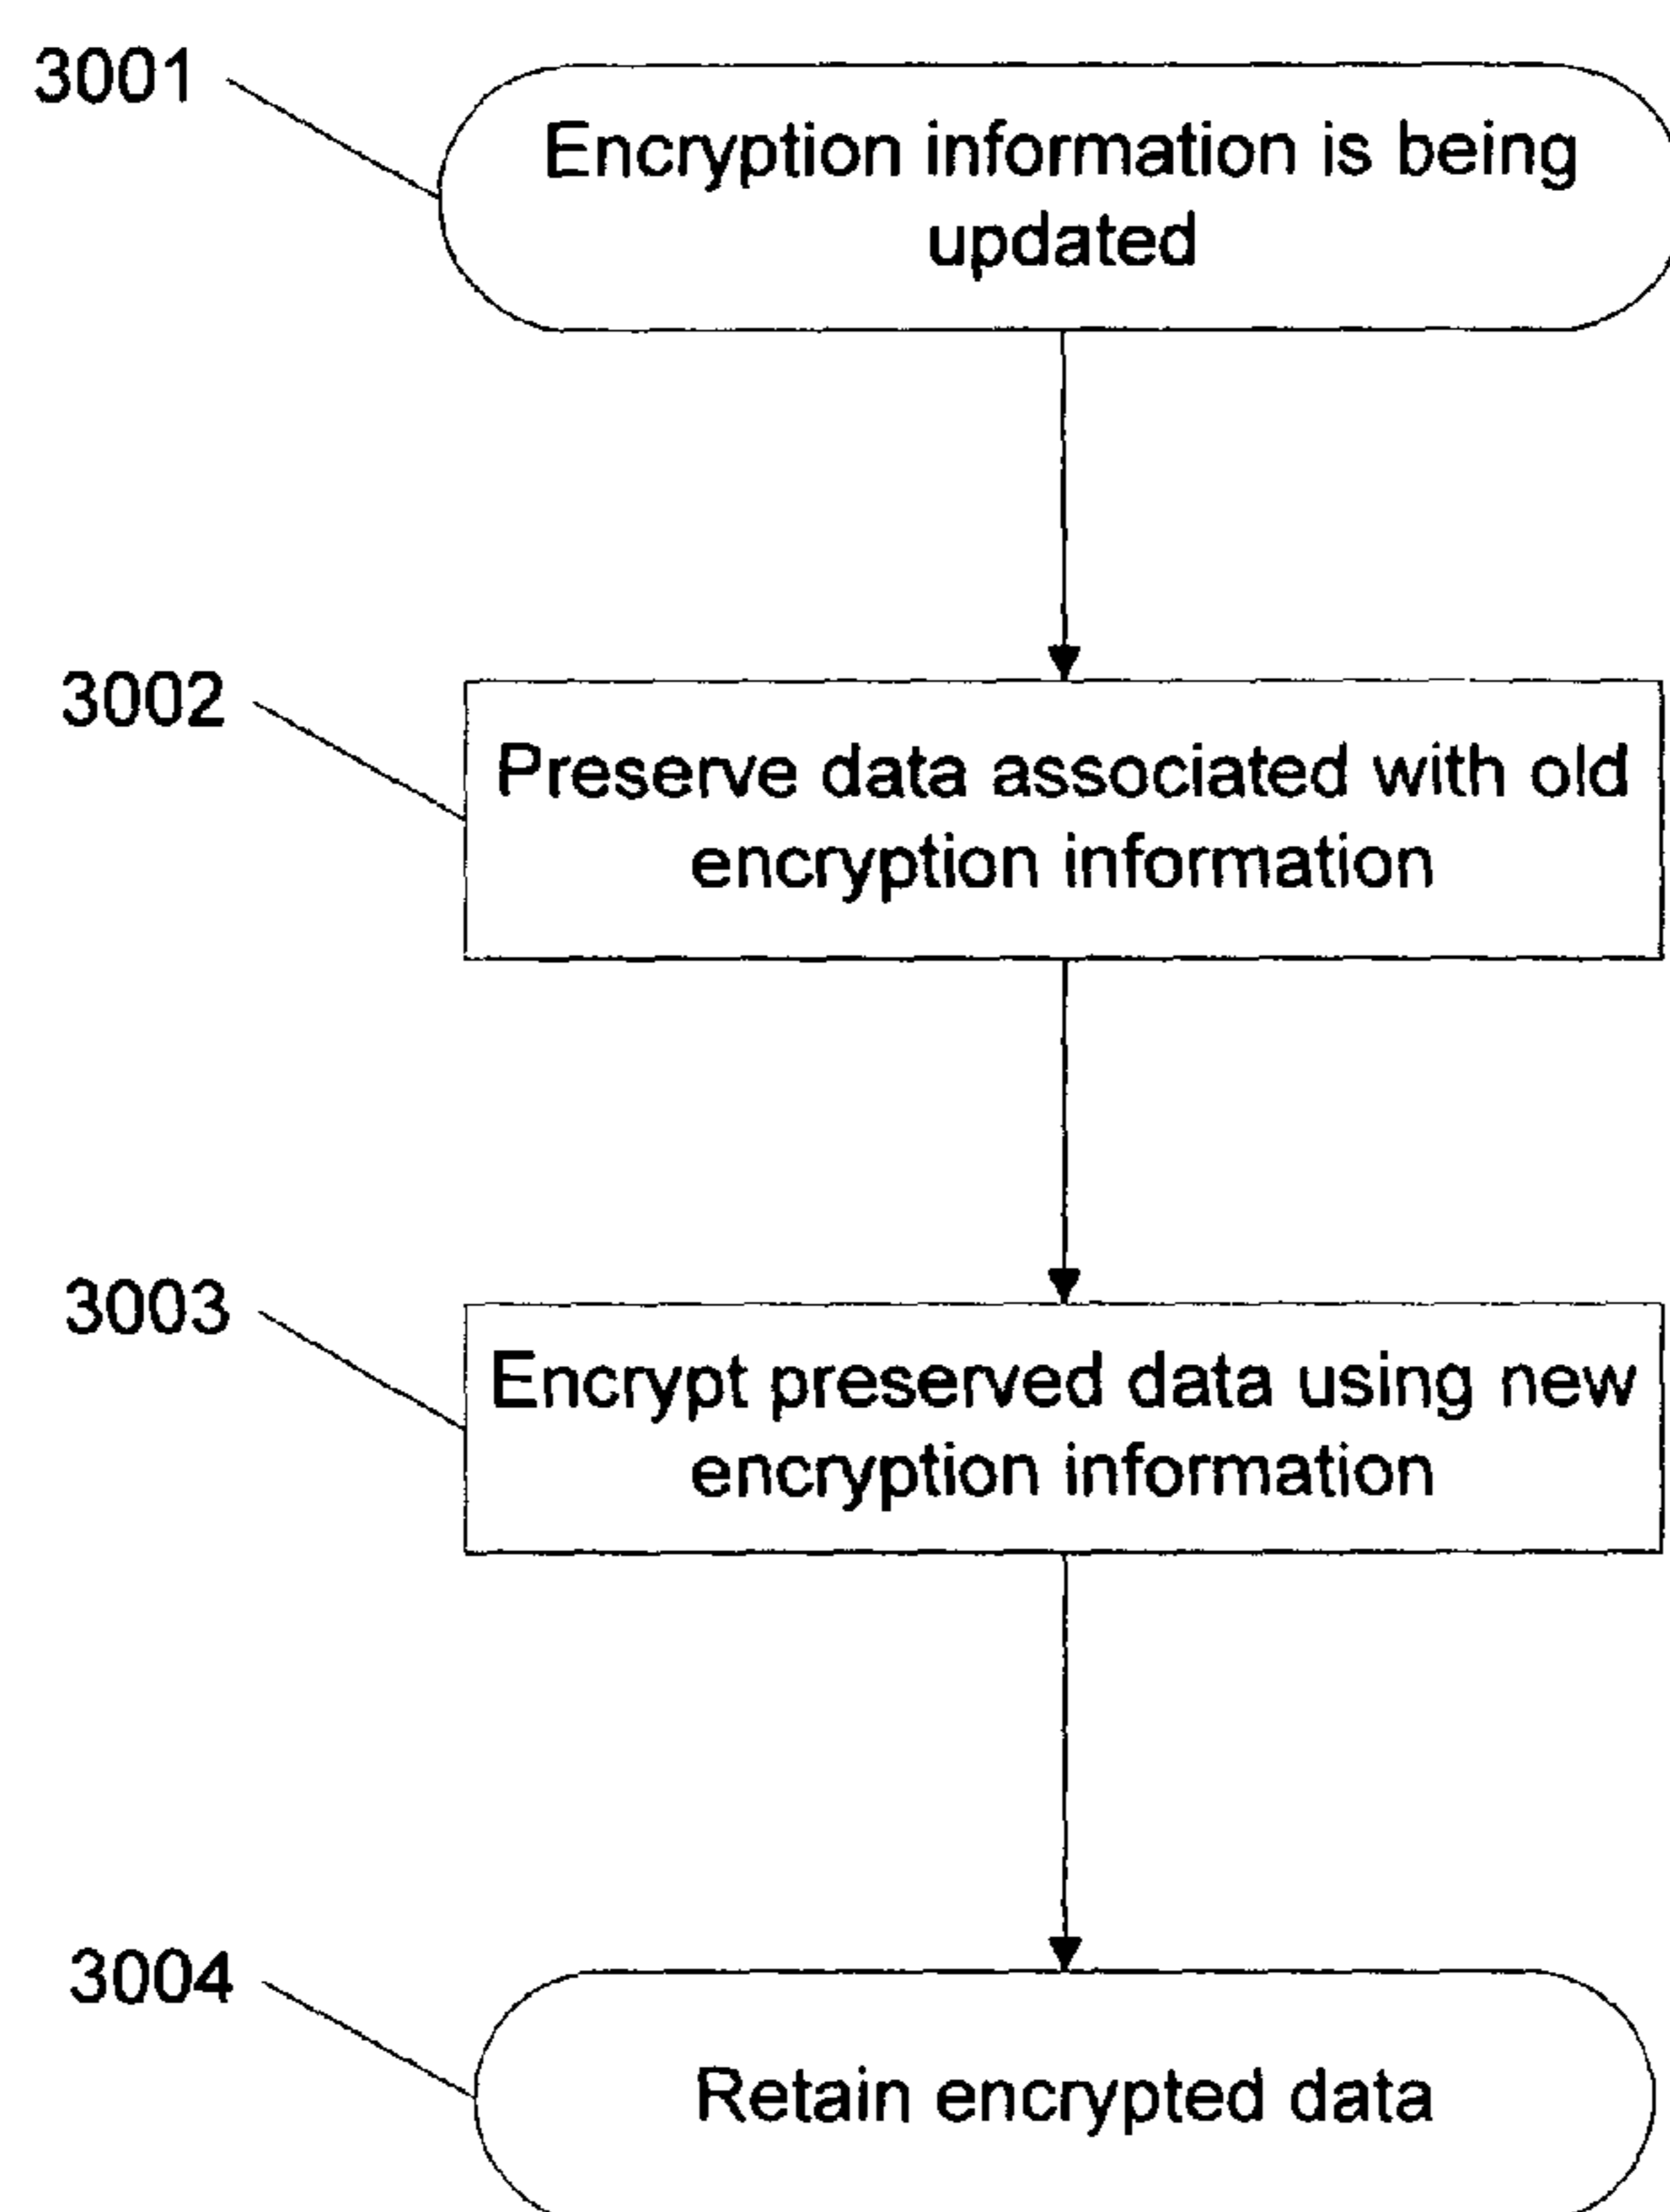 3001
Encryption information is being
updated
3002
Preserve data associated with old
encryption information
3003
Encrypt preserved data using new
encryption information
3004
Retain encrypted data